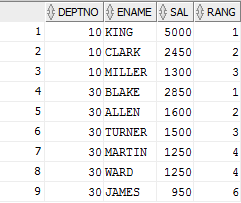 DEPTNO ENAME SAL RANG
1 10 KING 5000 1
2 10 CLARK 2450 2
3 10 MILLER 1300 3
4 30 BLAKE 2850 1
5 30 ALLEN 1600 2
6 30 TURNER 1500 3
7 30 MARTIN 1250 4
8 30 WARD 1250 4
9 30 JAMES 950 6